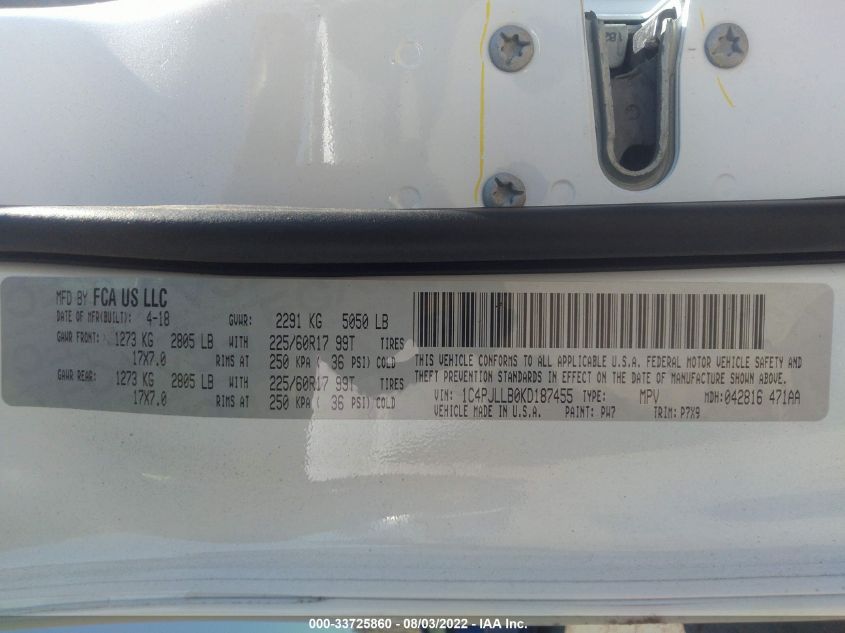 MFD BY FCA US LLC
DATE OF MFR(BUILT): 4-18 GVWR: 2291 KG 5050 LB
GAWR FRONT: 1273 KG 2805 LB WITH 225/60R17 99T TIRES
17X7.0 RIMS AT 250 KPA ( 36 PSI) COLD
GAWR REAR: 1273 KG 2805 LB WITH 225/60R17 99T TIRES
17X7.0 RIMS AT 250 KPA ( 36 PSI) COLD
THIS VEHICLE CONFORMS TO ALL APPLICABLE U.S.A. FEDERAL MOTOR VEHICLE SAFETY AND
THEFT PREVENTION STANDARDS IN EFFECT ON THE DATE OF MANUFACTURE SHOWN ABOVE.
VIN: 1C4PJLLB0KD187455 TYPE: MPV MDH: 042816 471AA
VEHICLE MADE IN U.S.A. PAINT: PW7 TRIM: P7X9
000-33725860 - 08/03/2022 - IAA Inc.